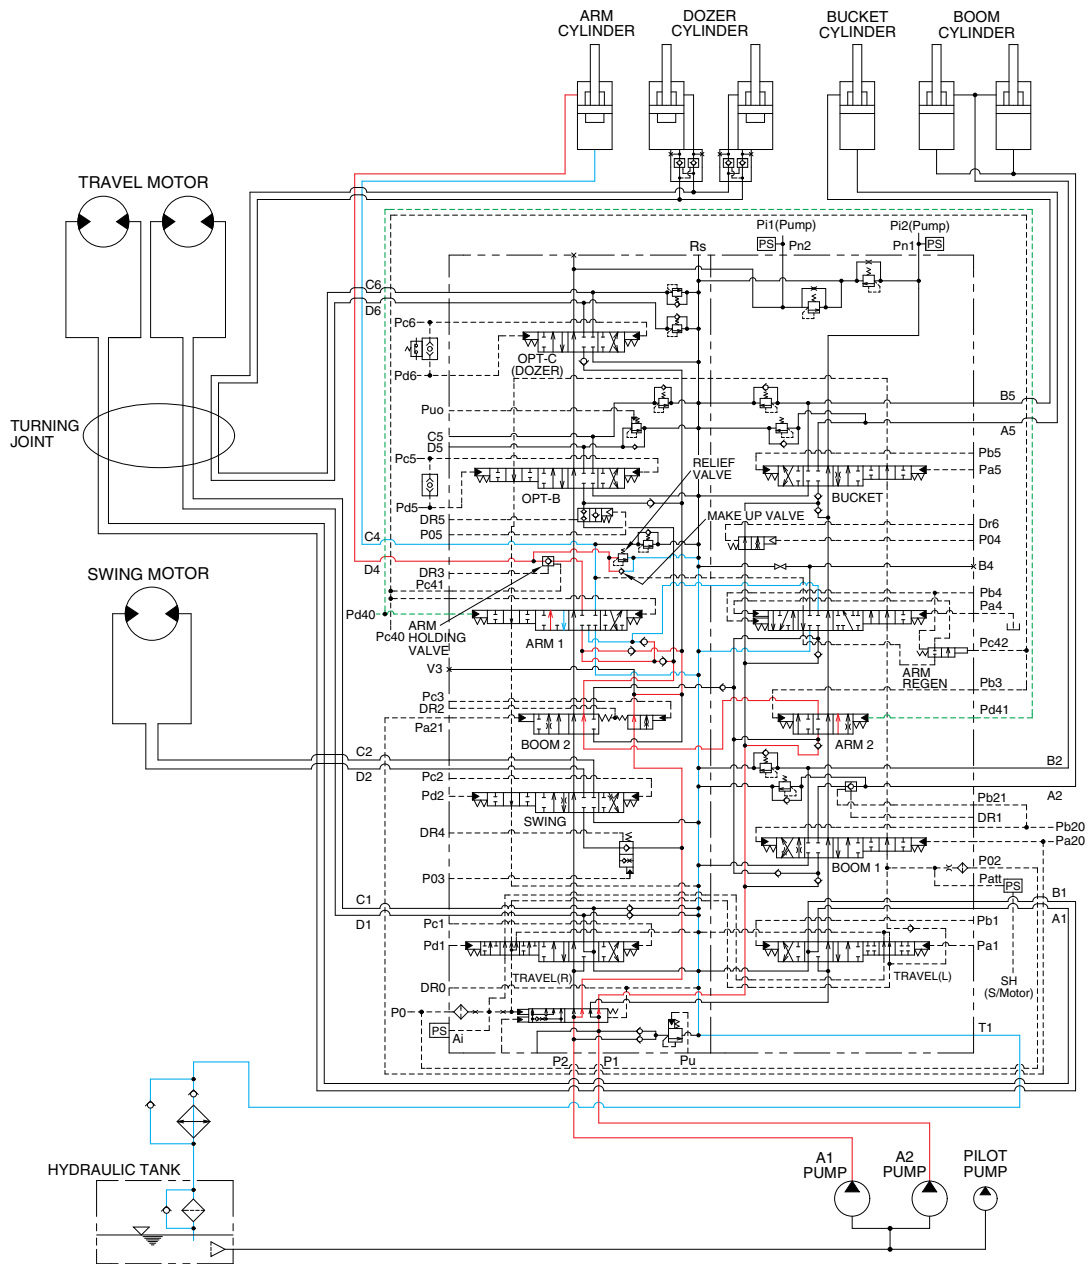 ARM
CYLINDER
DOZER
CYLINDER
BUCKET
CYLINDER
BOOM
CYLINDER
TRAVEL MOTOR
TURNING
JOINT
SWING MOTOR
Pi1(Pump)
Pi2(Pump)
PS
Pn2
Pn1
PS
Rs
C6
D6
Pc6
Pd6
OPT-C
(DOZER)
Puo
C5
D5
Pc5
Pd5
OPT-B
DR5
P05
B5
A5
Pb5
Pa5
BUCKET
RELIEF
VALVE
MAKE UP VALVE
Dr6
P04
C4
D4
DR3
Pc41
B4
Pb4
Pa4
Pd40
Pc40
ARM
HOLDING
VALVE
ARM 1
Pc42
ARM
REGEN
V3
Pc3
DR2
Pa21
BOOM 2
Pb3
Pd41
ARM 2
C2
D2
Pc2
Pd2
SWING
B2
A2
Pb21
DR1
Pb20
Pa20
BOOM 1
DR4
P03
P02
Patt
PS
C1
D1
Pc1
Pd1
TRAVEL(R)
B1
A1
Pb1
Pa1
TRAVEL(L)
SH
(S/Motor)
DR0
P0
PS
Ai
P2
P1
Pu
T1
HYDRAULIC TANK
A1
PUMP
A2
PUMP
PILOT
PUMP